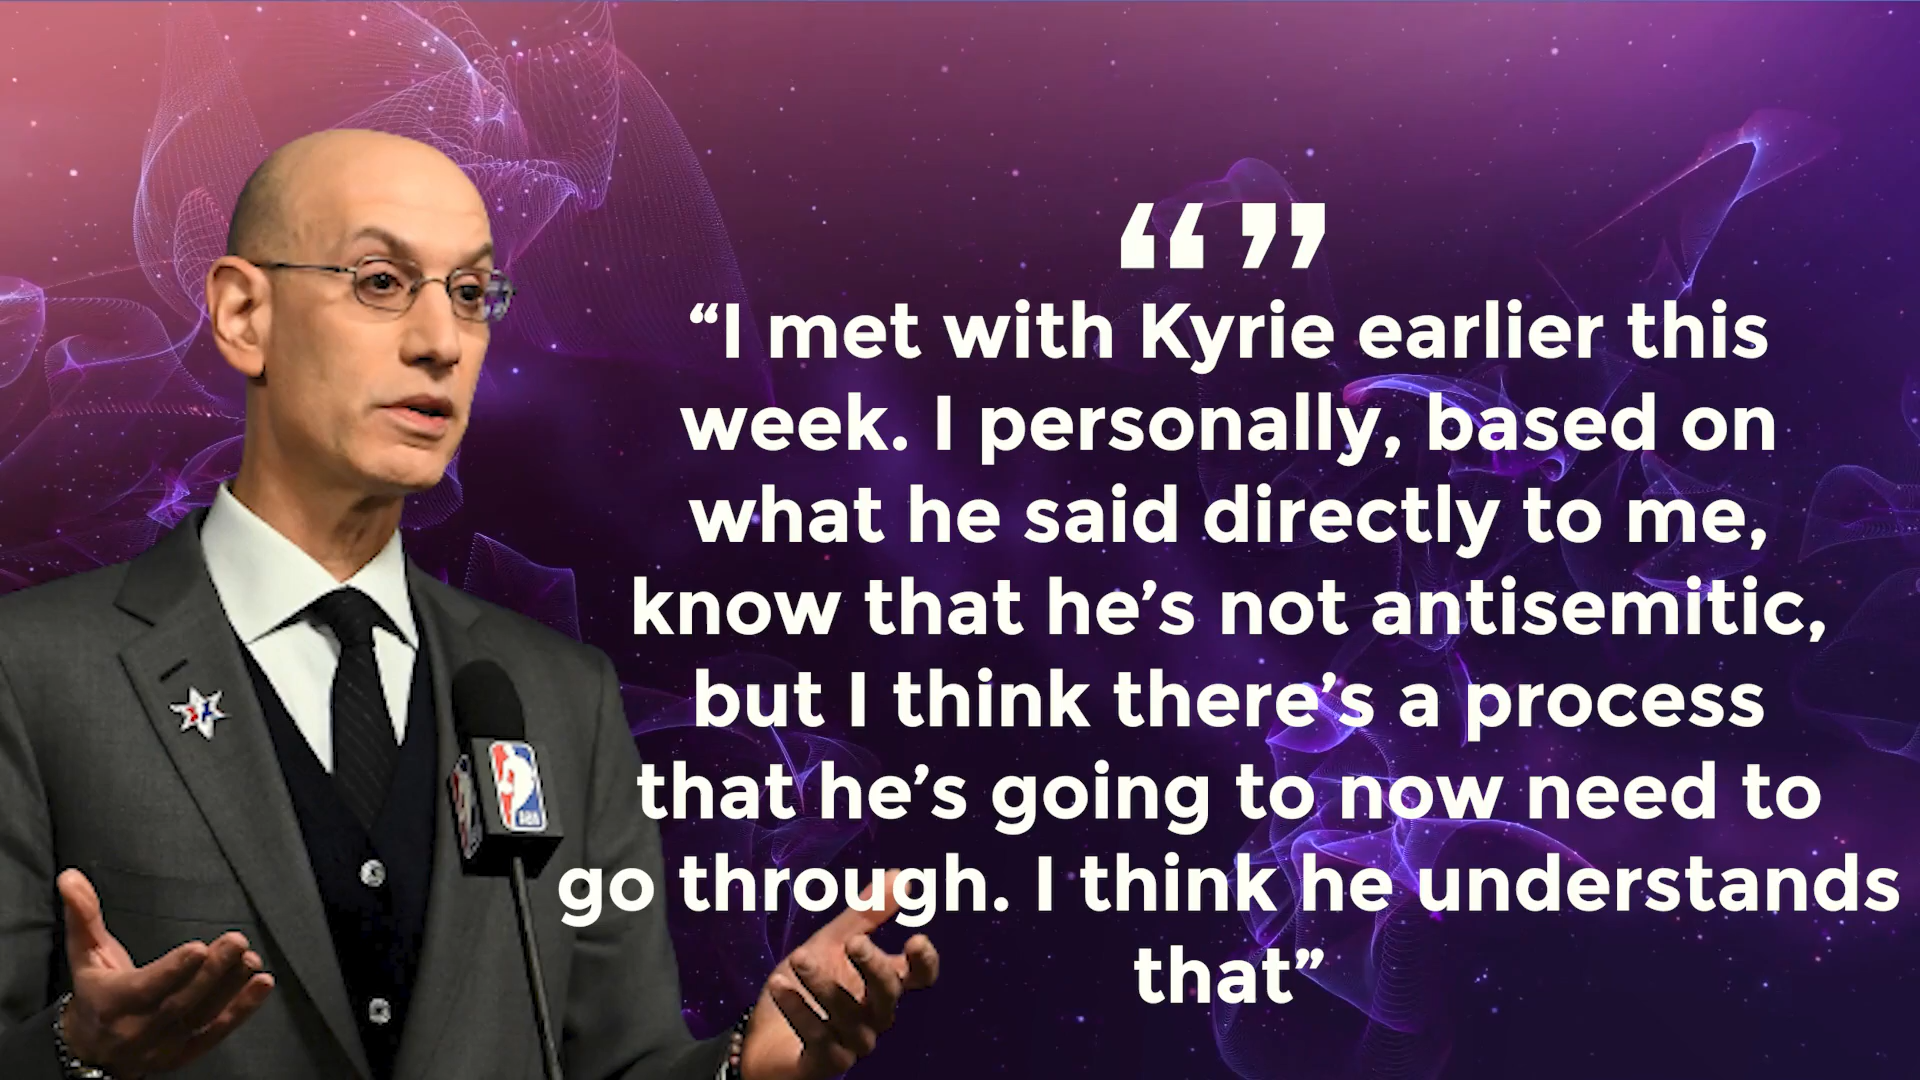 “”
“I met with Kyrie earlier this
week. I personally, based on
what he said directly to me,
know that he’s not antisemitic,
but I think there’s a process
that he’s going to now need to
go through. I think he understands
that”
NBA